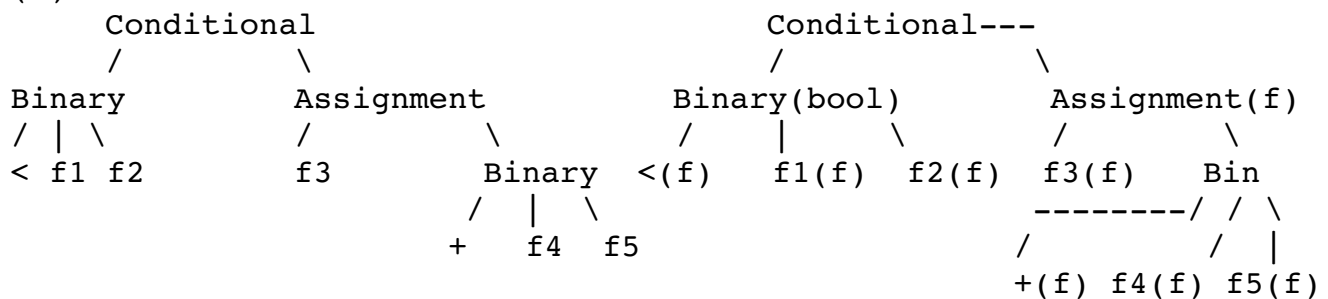 Conditional Conditional---
/ \ / \
Binary Assignment Binary(bool) Assignment(f)
/ | \ / \ / | \ / \
< f1 f2 f3 Binary <(f) f1(f) f2(f) f3(f) Bin
/ | \ --------/ / \
+ f4 f5 / / |
+(f) f4(f) f5(f)